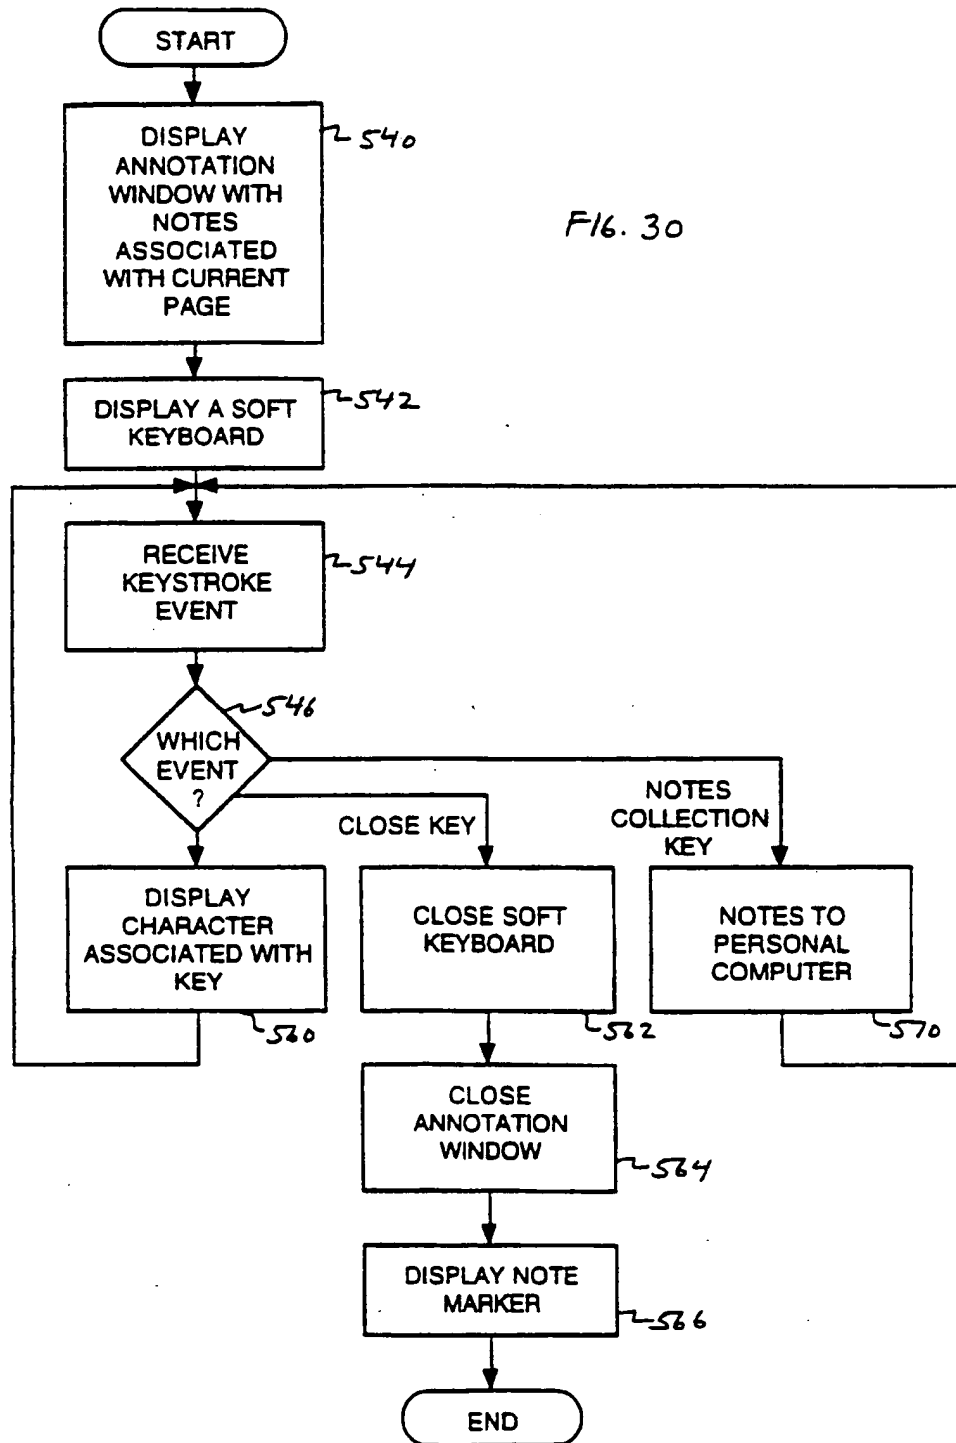 START
DISPLAY
ANNOTATION
WINDOW WITH
NOTES
ASSOCIATED
WITH CURRENT
PAGE
540
FIG. 30
DISPLAY A SOFT
KEYBOARD
542
RECEIVE
KEYSTROKE
EVENT
544
WHICH
EVENT
?
546
CLOSE KEY
NOTES
COLLECTION
KEY
DISPLAY
CHARACTER
ASSOCIATED WITH
KEY
560
CLOSE SOFT
KEYBOARD
562
NOTES TO
PERSONAL
COMPUTER
570
CLOSE
ANNOTATION
WINDOW
564
DISPLAY NOTE
MARKER
566
END